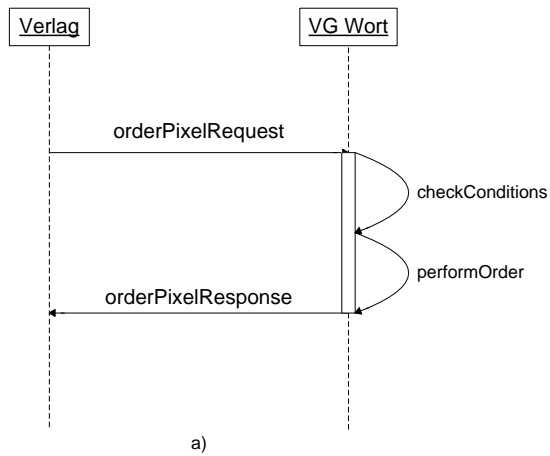 Verlag
VG Wort
orderPixelRequest
checkConditions
performOrder
orderPixelResponse
a)